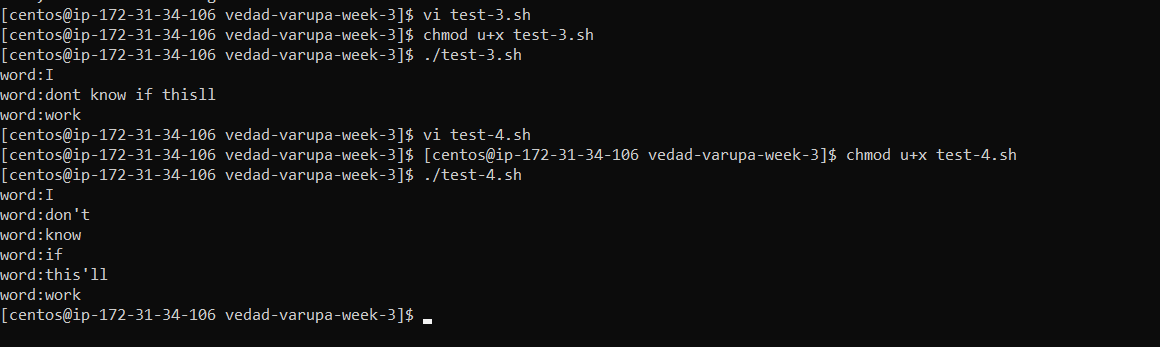 [centos@ip-172-31-34-106 vedad-varupa-week-3]$ vi test-3.sh
[centos@ip-172-31-34-106 vedad-varupa-week-3]$ chmod u+x test-3.sh
[centos@ip-172-31-34-106 vedad-varupa-week-3]$ ./test-3.sh
word:I
word:dont know if thisll
word:work
[centos@ip-172-31-34-106 vedad-varupa-week-3]$ vi test-4.sh
[centos@ip-172-31-34-106 vedad-varupa-week-3]$ [centos@ip-172-31-34-106 vedad-varupa-week-3]$ chmod u+x test-4.sh
[centos@ip-172-31-34-106 vedad-varupa-week-3]$ ./test-4.sh
word:I
word:don't
word:know
word:if
word:this'll
word:work
[centos@ip-172-31-34-106 vedad-varupa-week-3]$